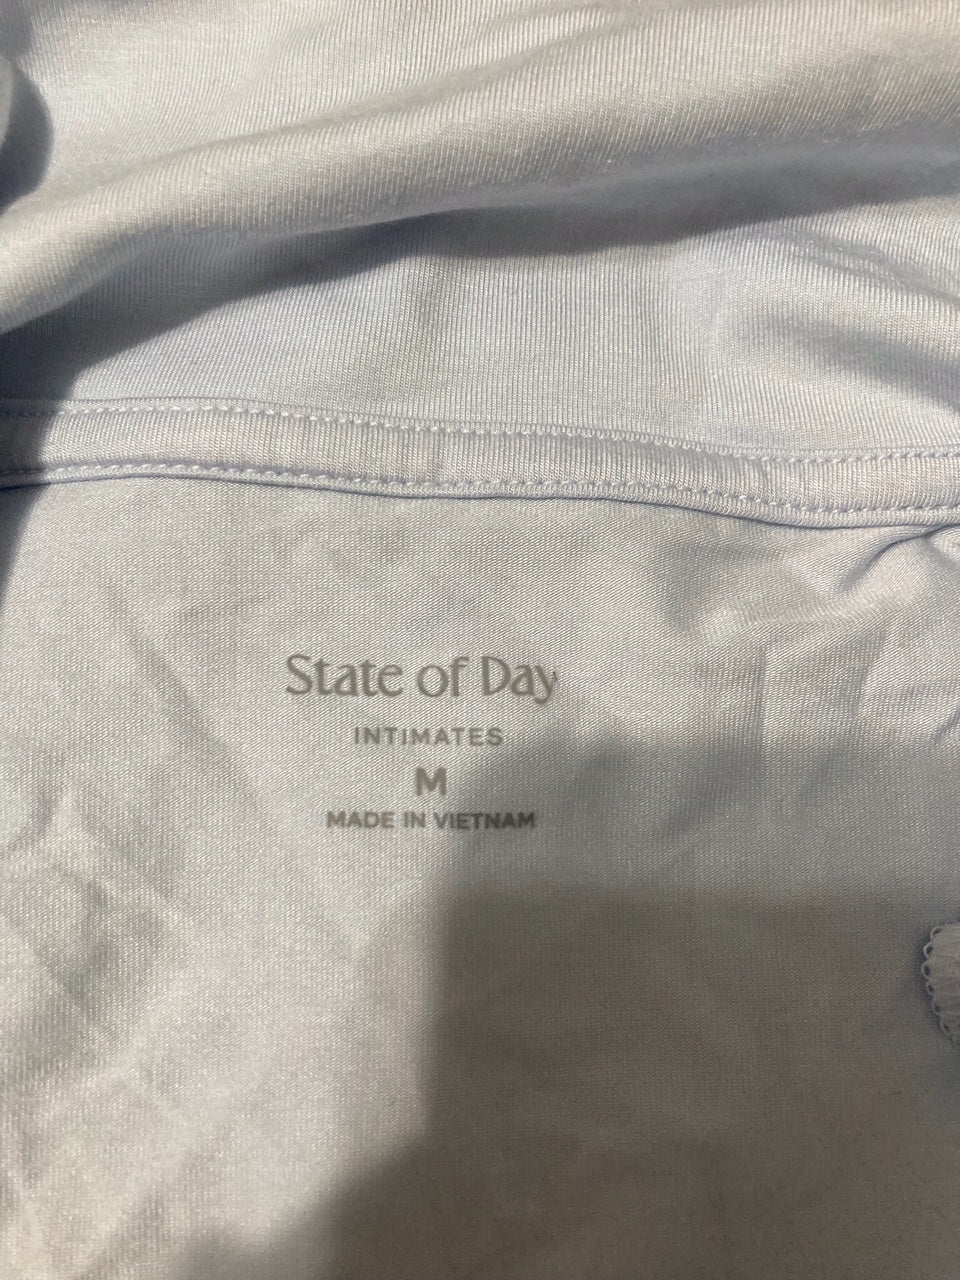 State of Day
INTIMATES
M
MADE IN VIETNAM